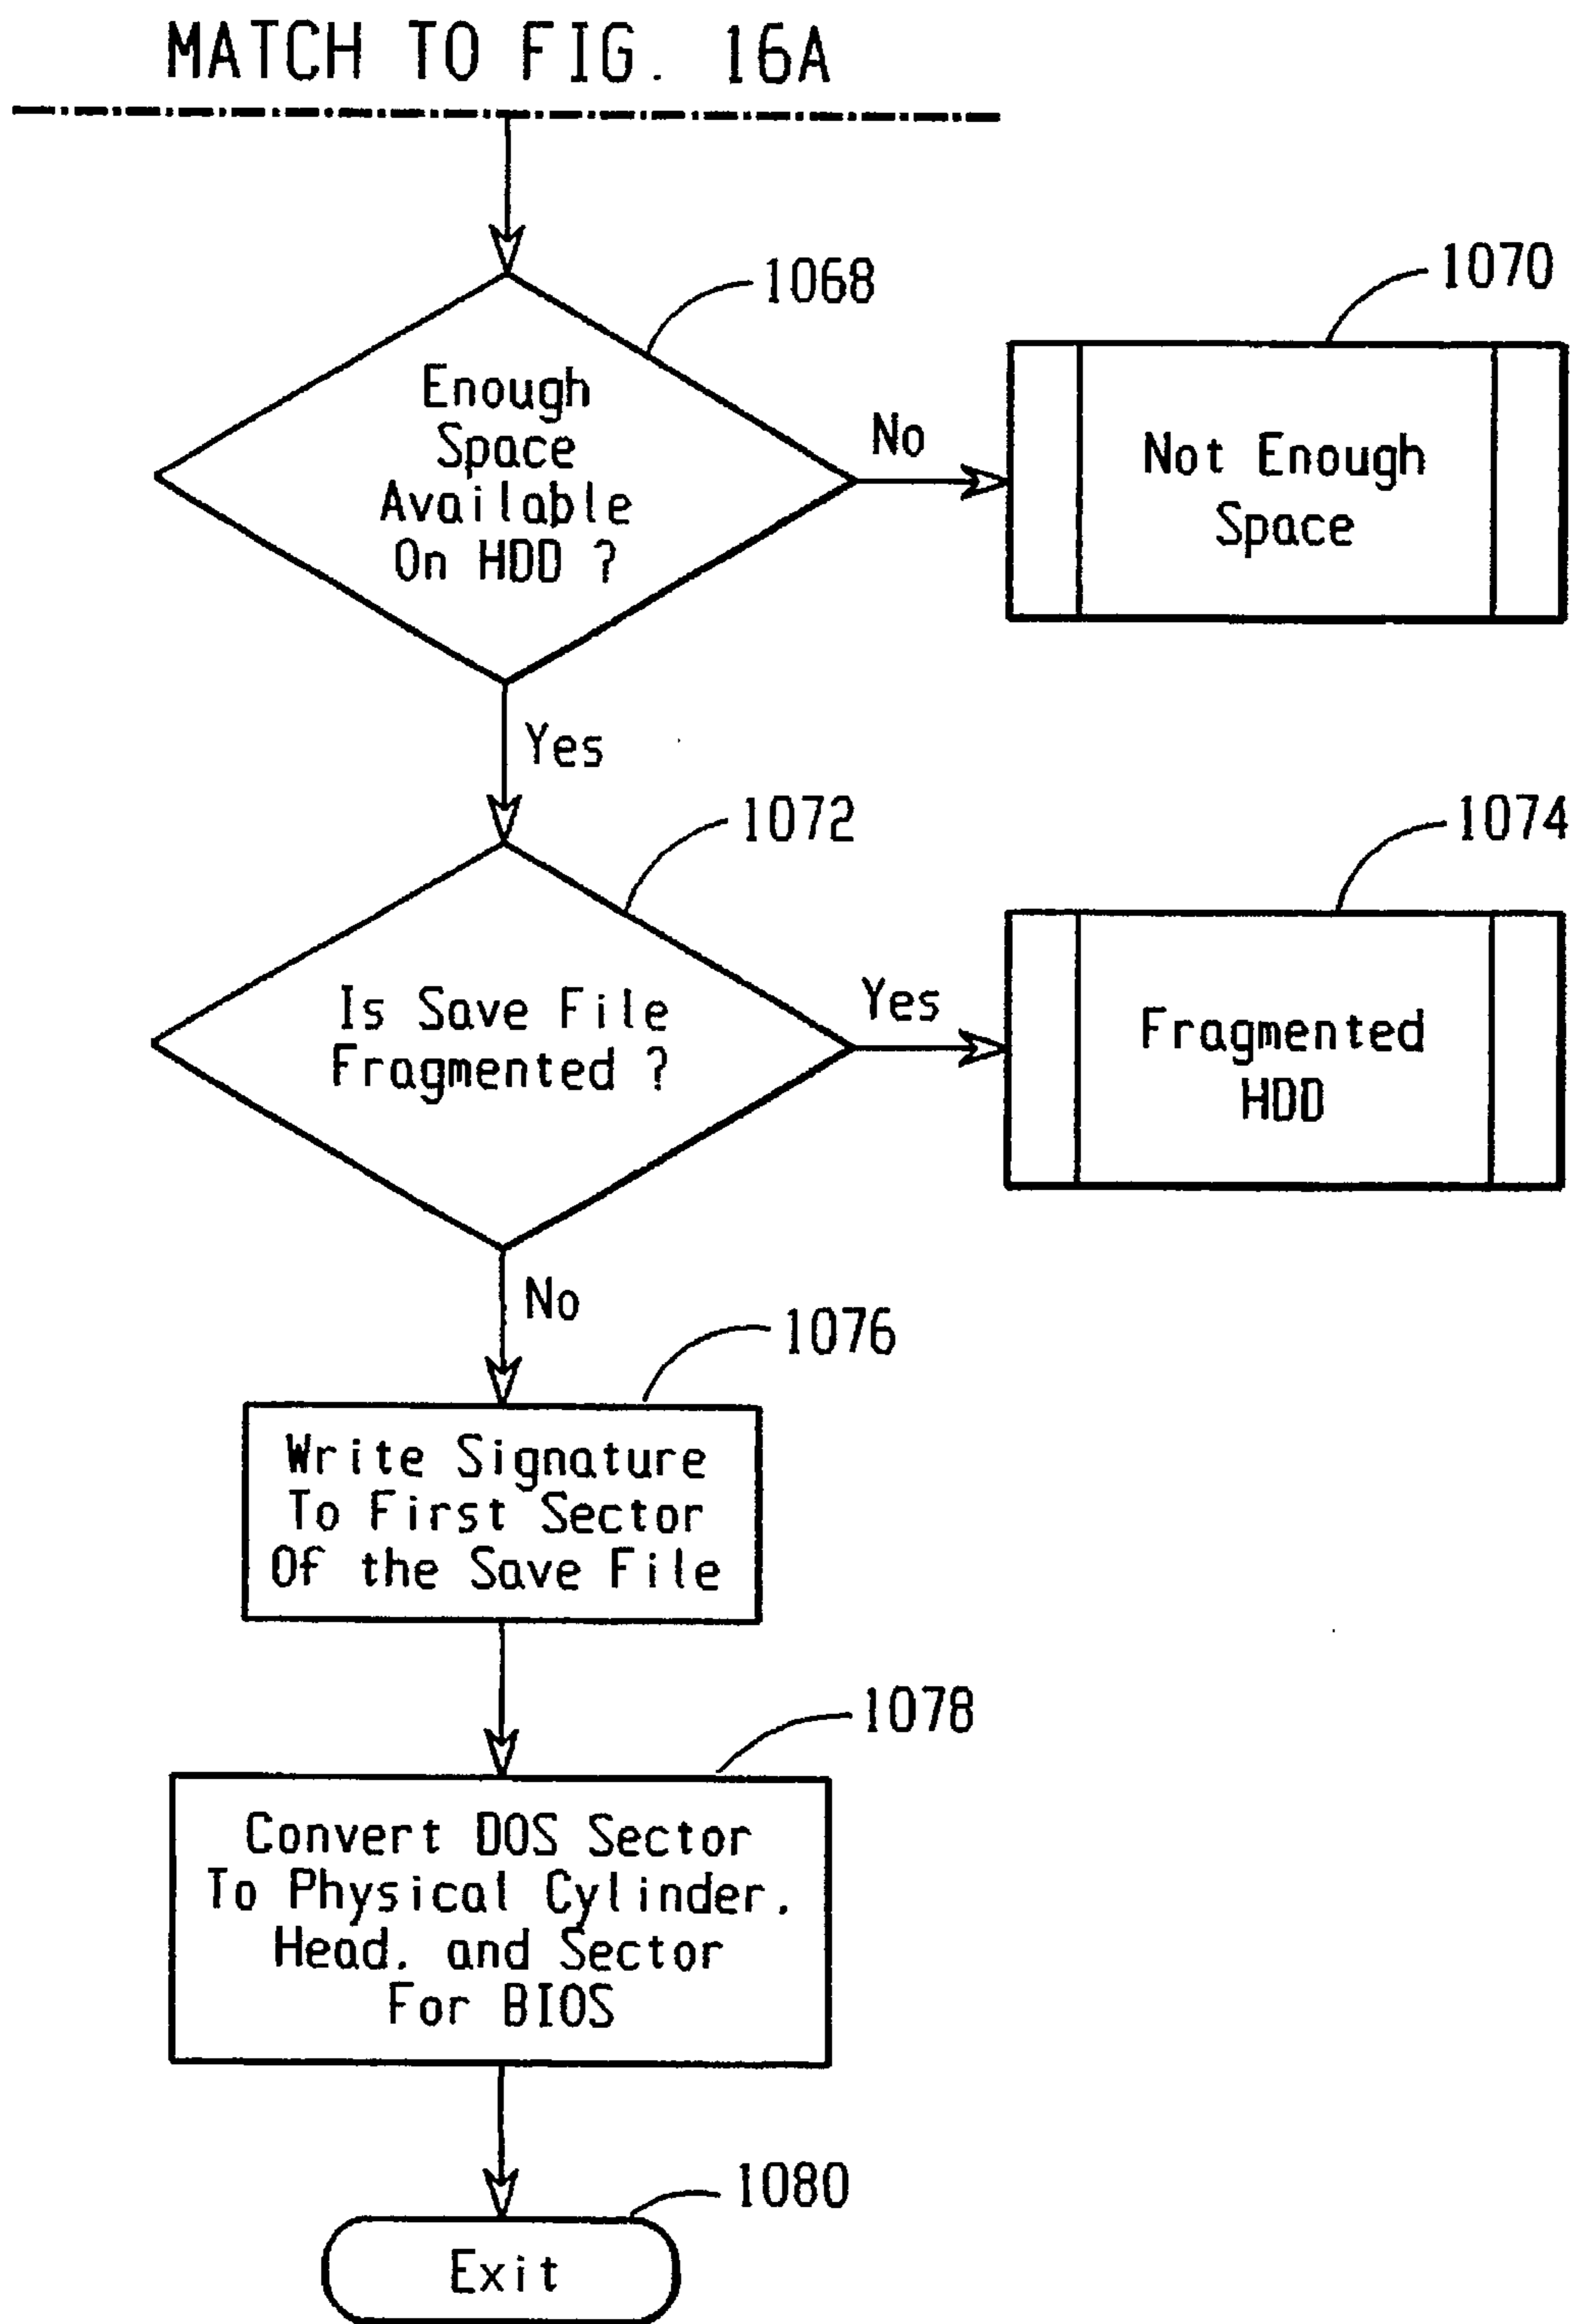 MATCH TO FIG. 16A
1068
1070
Enough
Space
Available
On HDD ?
No
Not Enough
Space
Yes
1072
1074
Is Save File
Fragmented ?
Yes
Fragmented
HDD
No
1076
Write Signature
To First Sector
Of the Save File
1078
Convert DOS Sector
To Physical Cylinder.
Head. and Sector
For BIOS
1080
Exit